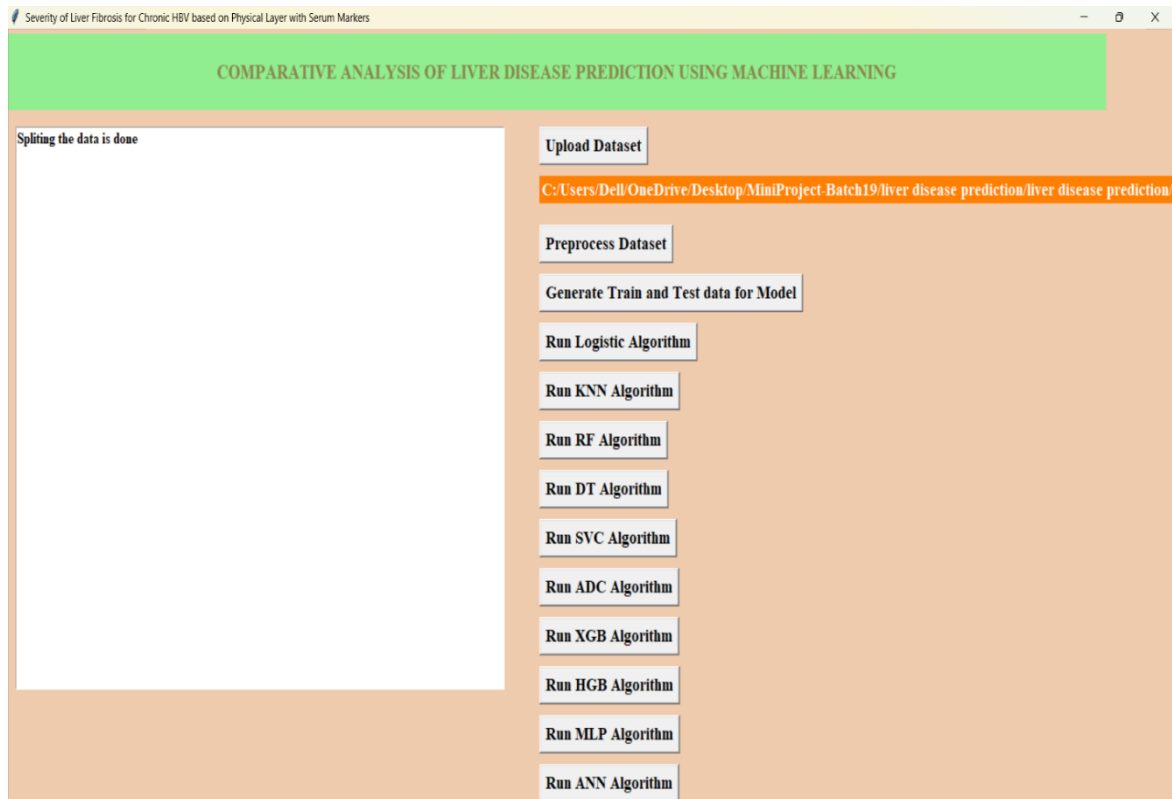 Severity of Liver Fibrosis for Chronic HBV based on Physical Layer with Serum Markers
COMPARATIVE ANALYSIS OF LIVER DISEASE PREDICTION USING MACHINE LEARNING
Spliting the data is done
Upload Dataset
C:/Users/Dell/OneDrive/Desktop/MiniProject-Batch19/liver disease prediction/liver disease prediction/
Preprocess Dataset
Generate Train and Test data for Model
Run Logistic Algorithm
Run KNN Algorithm
Run RF Algorithm
Run DT Algorithm
Run SVC Algorithm
Run ADC Algorithm
Run XGB Algorithm
Run HGB Algorithm
Run MLP Algorithm
Run ANN Algorithm